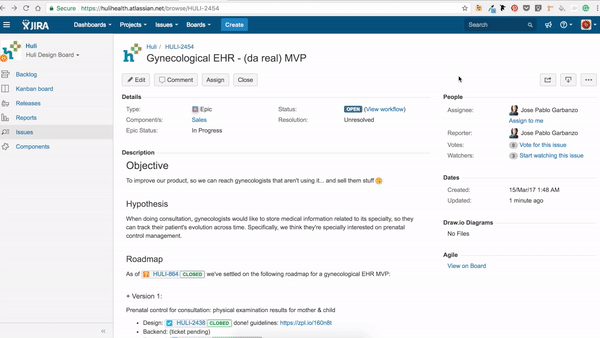 Secure https://hulihealth.atlassian.net/browse/HULI-2454
JIRA Dashboards Projects Issues Boards Create Search
Huli
Huli Design Board
Backlog
Kanban board
Releases
Reports
Issues
Components
Huli / HULI-2454
Gynecological EHR - (da real) MVP
Edit Comment Assign Close
Details
Type: Epic Status: OPEN (View workflow)
Component/s: Sales Resolution: Unresolved
Epic Status: In Progress
Description
Objective
To improve our product, so we can reach gynecologists that aren't using it... and sell them stuff
Hypothesis
When doing consultation, gynecologists would like to store medical information related to its specialty, so they
can track their patient's evolution across time. Specifically, we think they're specially interested on prenatal
control management.
Roadmap
As of HULI-864 CLOSED we've settled on the following roadmap for a gynecological EHR MVP:
+ Version 1:
Prenatal control for consultation: physical examination results for mother & child
• Design: HULI-2438 CLOSED done! guidelines: https://zpl.io/160n8t
• Backend: (ticket pending)
People
Assignee: Jose Pablo Garbanzo
Assign to me
Reporter: Jose Pablo Garbanzo
Votes: 0 Vote for this issue
Watchers: 3 Start watching this issue
Dates
Created: 15/Mar/17 1:48 AM
Updated: 1 minute ago
Draw.io Diagrams
No Files
Agile
View on Board